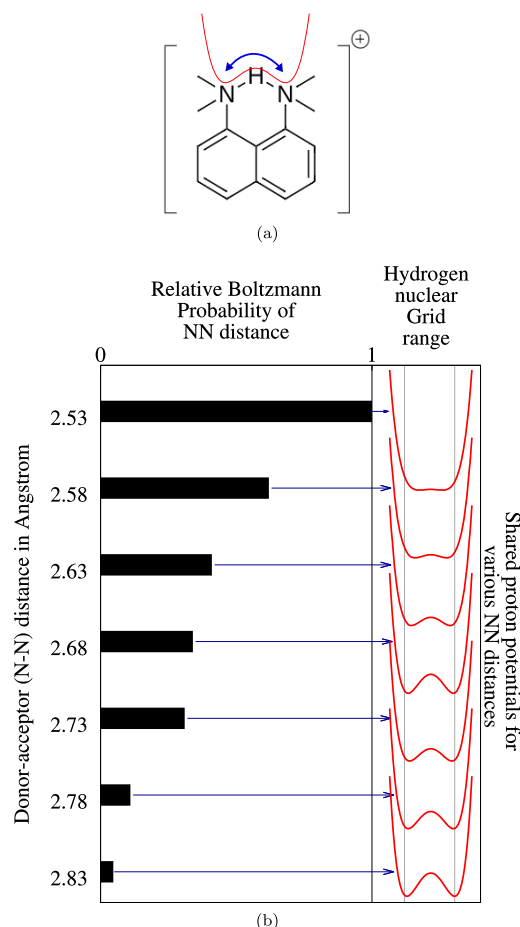 +
H
N N
(a)
Relative Boltzmann
Probability of
NN distance
Hydrogen
nuclear
Grid
range
0 1
2.53
2.58
2.63
2.68
2.73
2.78
2.83
Donor-acceptor (N-N) distance in Angstrom
Shared proton potentials for
various NN distances
(b)